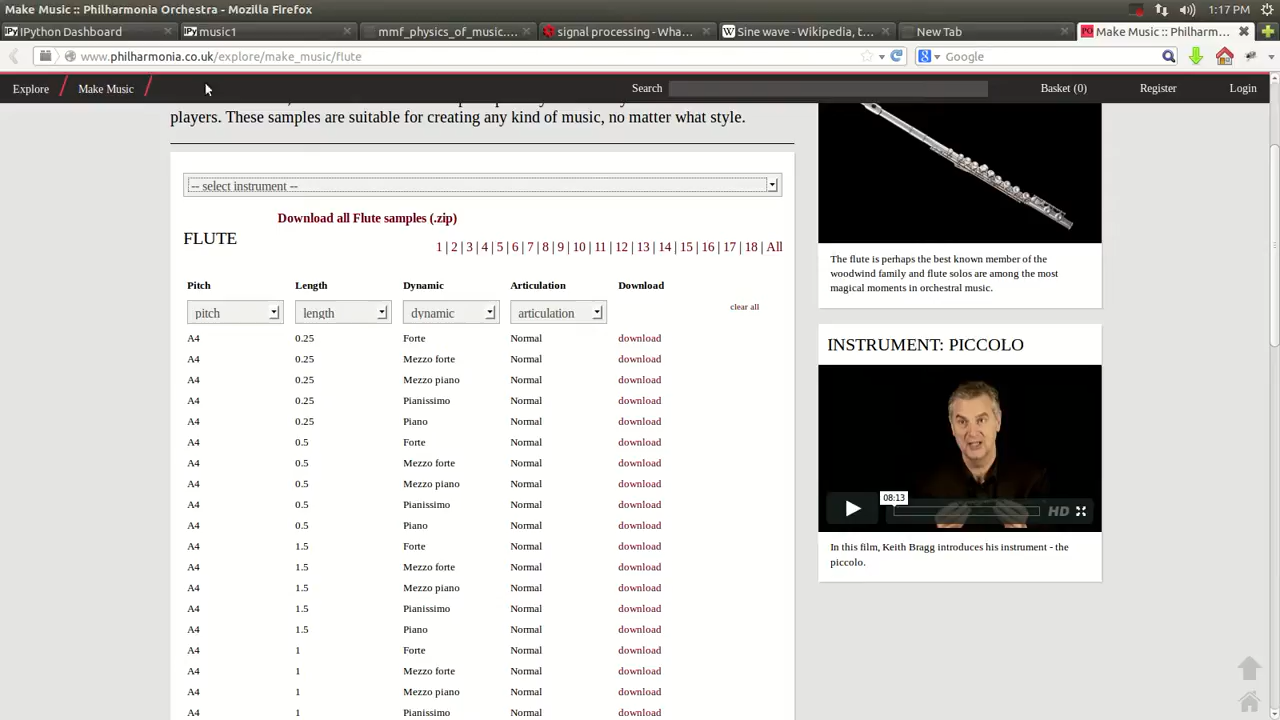 Make Music :: Philharmonia Orchestra - Mozilla Firefox
1:17 PM
IPython Dashboard
music1
mmf_physics_of_music....
signal processing - Wha...
Sine wave - Wikipedia, t...
New Tab
Make Music :: Philharm...
www.philharmonia.co.uk/explore/make_music/flute
Google
Explore
Make Music
Search
Basket (0)
Register
Login
players. These samples are suitable for creating any kind of music, no matter what style.
-- select instrument --
Download all Flute samples (.zip)
FLUTE
1 | 2 | 3 | 4 | 5 | 6 | 7 | 8 | 9 | 10 | 11 | 12 | 13 | 14 | 15 | 16 | 17 | 18 | All
Pitch Length Dynamic Articulation Download
pitch length dynamic articulation clear all
A4 0.25 Forte Normal download
A4 0.25 Mezzo forte Normal download
A4 0.25 Mezzo piano Normal download
A4 0.25 Pianissimo Normal download
A4 0.25 Piano Normal download
A4 0.5 Forte Normal download
A4 0.5 Mezzo forte Normal download
A4 0.5 Mezzo piano Normal download
A4 0.5 Pianissimo Normal download
A4 0.5 Piano Normal download
A4 1.5 Forte Normal download
A4 1.5 Mezzo forte Normal download
A4 1.5 Mezzo piano Normal download
A4 1.5 Pianissimo Normal download
A4 1.5 Piano Normal download
A4 1 Forte Normal download
A4 1 Mezzo forte Normal download
A4 1 Mezzo piano Normal download
A4 1 Pianissimo Normal download
The flute is perhaps the best known member of the
woodwind family and flute solos are among the most
magical moments in orchestral music.
INSTRUMENT: PICCOLO
08:13
HD
In this film, Keith Bragg introduces his instrument - the
piccolo.